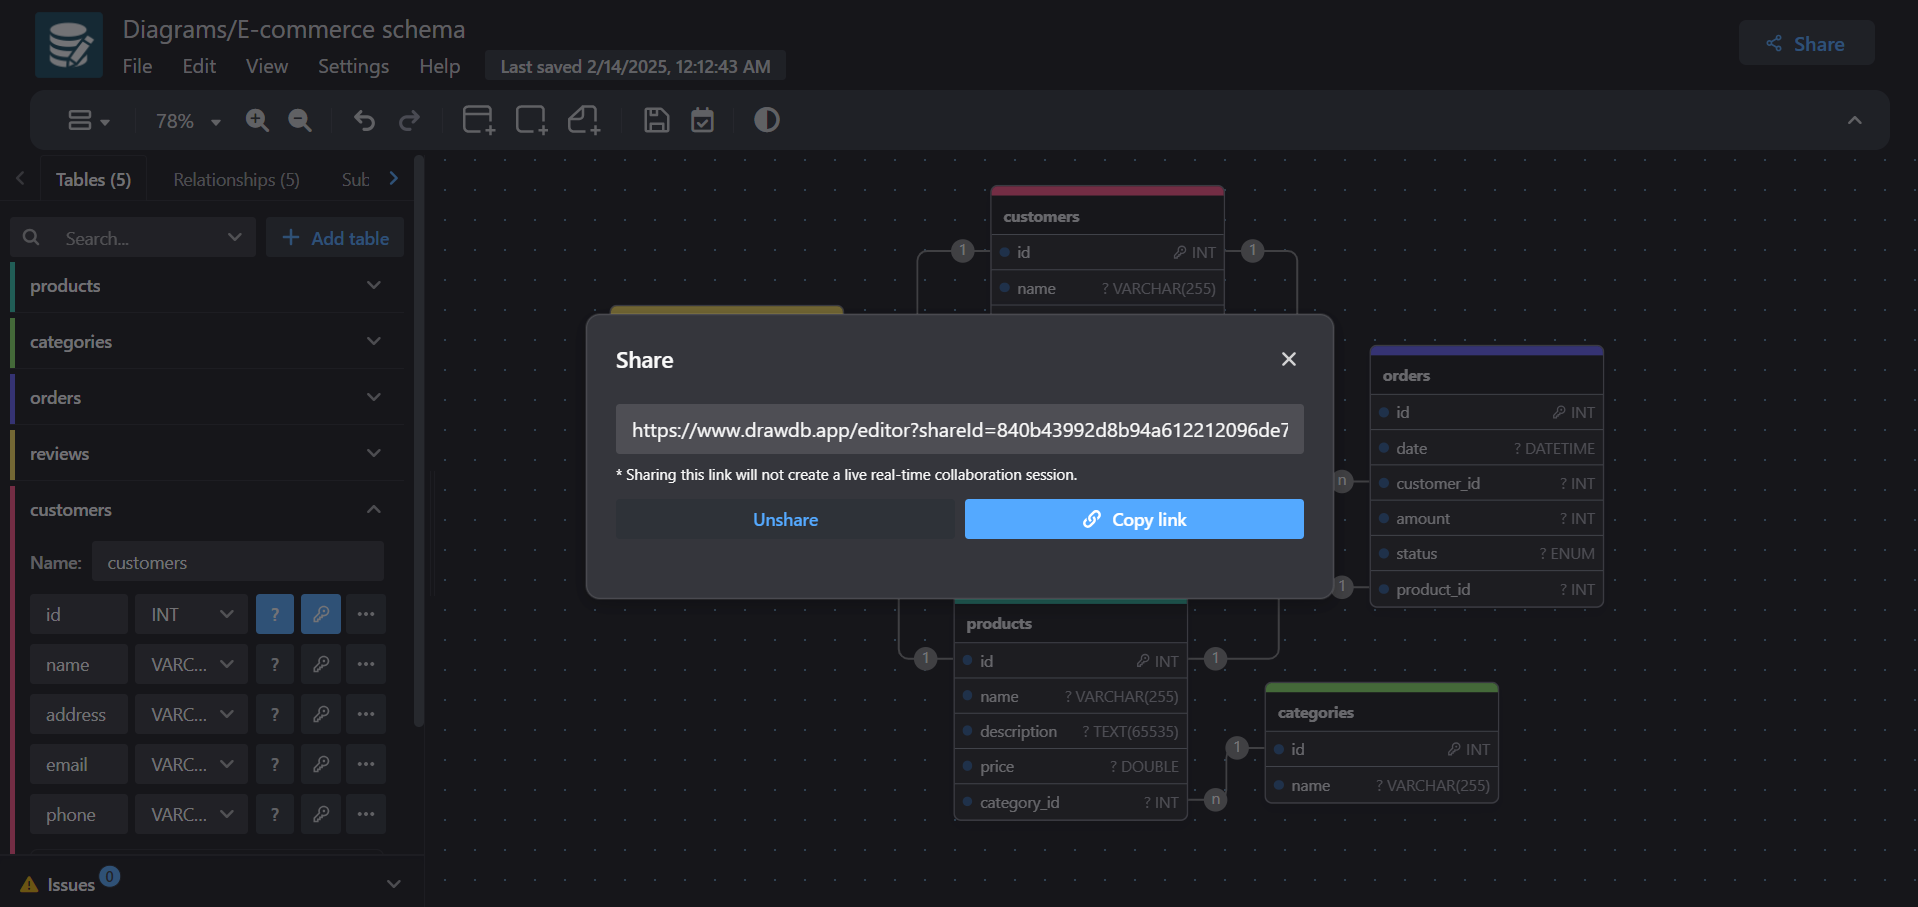 Diagrams/E-commerce schema
File Edit View Settings Help Last saved 2/14/2025, 12:12:43 AM
Share
78%
Tables (5) Relationships (5) Sub
Search... Add table
products
categories
orders
reviews
customers
Name: customers
id INT ?
name VARC... ?
address VARC... ?
email VARC... ?
phone VARC... ?
Issues 0
customers
1 id INT 1
name ? VARCHAR(255)
Share
https://www.drawdb.app/editor?shareId=840b43992d8b94a612212096de7
* Sharing this link will not create a live real-time collaboration session.
Unshare Copy link
orders
id INT
date ? DATETIME
n customer_id ? INT
amount ? INT
status ? ENUM
1 product_id ? INT
products
1 id INT 1
name ? VARCHAR(255)
description ? TEXT(65535)
price ? DOUBLE
category_id ? INT n
categories
1 id INT
name ? VARCHAR(255)